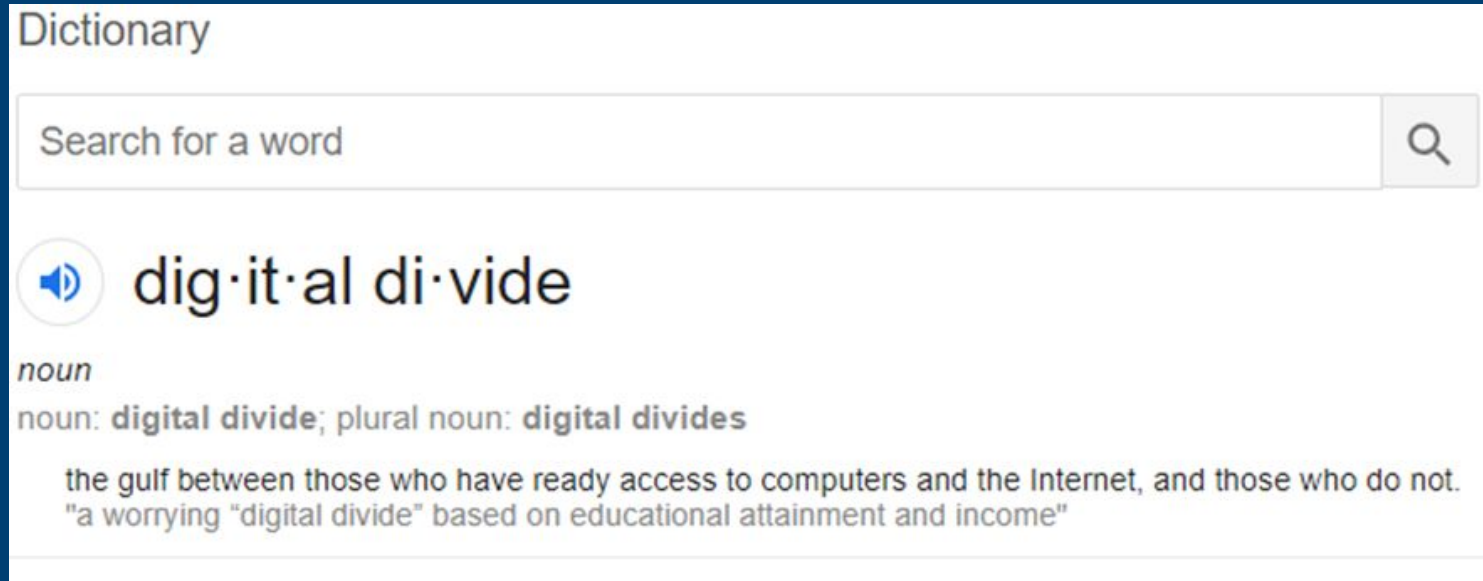 Dictionary
Search for a word
dig·it·al di·vide
noun
noun: digital divide; plural noun: digital divides
the gulf between those who have ready access to computers and the Internet, and those who do not.
"a worrying “digital divide” based on educational attainment and income"